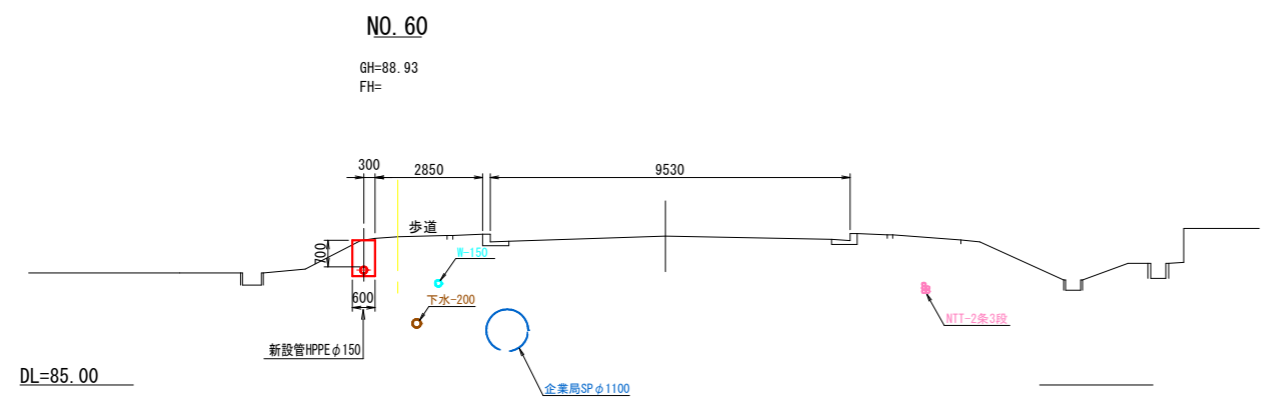 NO. 60
GH=88.93
FH=
300
2850
9530
歩道
700
W-150
600
下水-200
NTT-2条3段
新設管HPPEφ150
DL=85.00
企業局SPφ1100